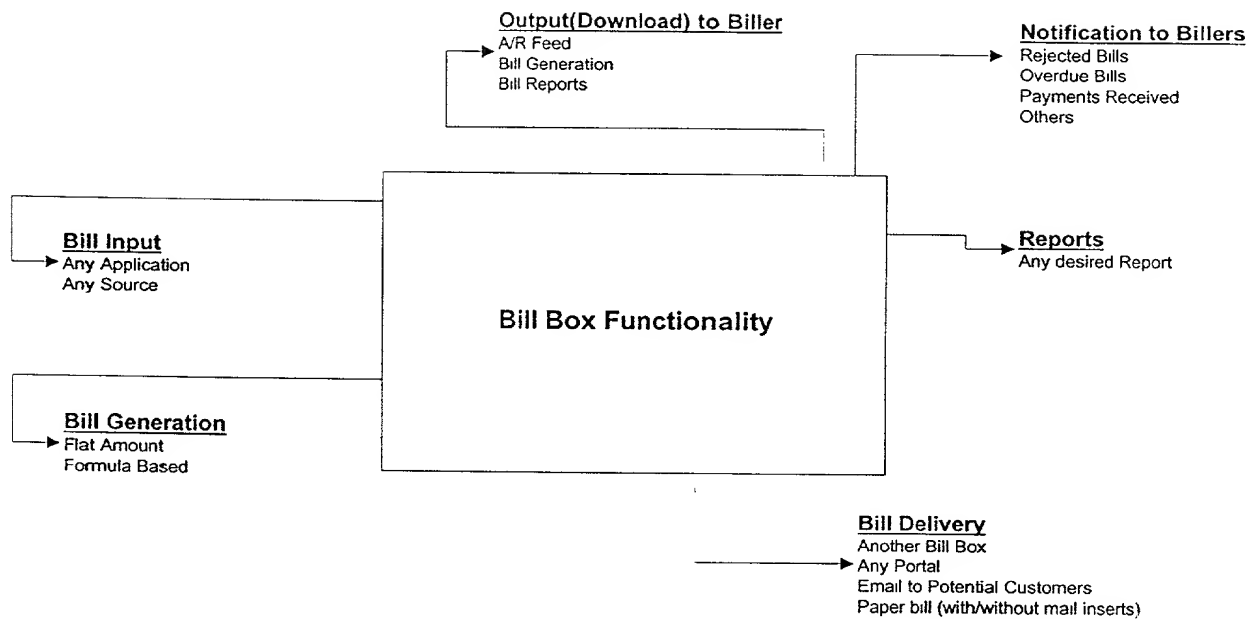 Output(Download) to Biller
A/R Feed
Bill Generation
Bill Reports
Notification to Billers
Rejected Bills
Overdue Bills
Payments Received
Others
Bill Input
Any Application
Any Source
Reports
Any desired Report
Bill Box Functionality
Bill Generation
Flat Amount
Formula Based
Bill Delivery
Another Bill Box
Any Portal
Email to Potential Customers
Paper bill (with/without mail inserts)